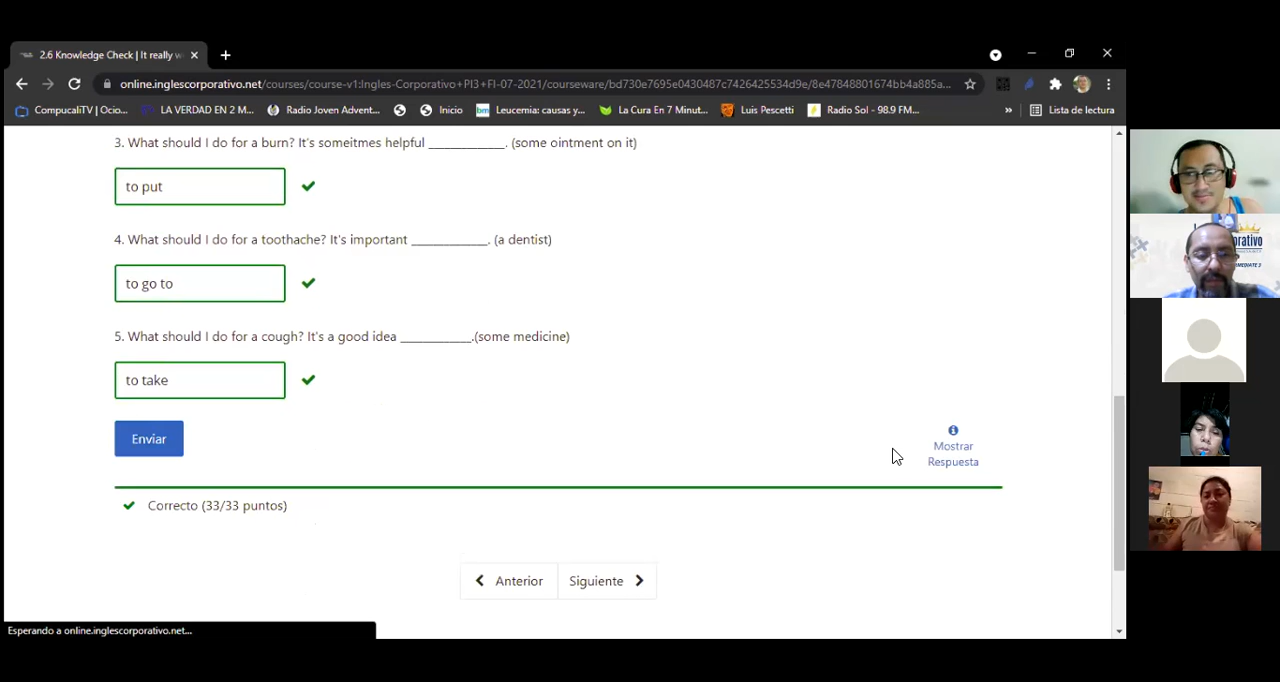 2.6 Knowledge Check | It really w
online.inglescorporativo.net/courses/course-v1:Ingles-Corporativo+PI3+FI-07-2021/courseware/bd730e7695e0430487c7426425534d9e/8e47848801674bb4a885a...
CompucaliTV | Ocio... LA VERDAD EN 2 M... Radio Joven Advent... Inicio bm Leucemia: causas y... La Cura En 7 Minut... Luis Pescetti Radio Sol - 98.9 FM... » Lista de lectura
3. What should I do for a burn? It's someitmes helpful _____________. (some ointment on it)
to put
4. What should I do for a toothache? It's important _____________. (a dentist)
to go to
5. What should I do for a cough? It's a good idea ____________.(some medicine)
to take
Enviar
Mostrar
Respuesta
Correcto (33/33 puntos)
Anterior Siguiente
Esperando a online.inglescorporativo.net...